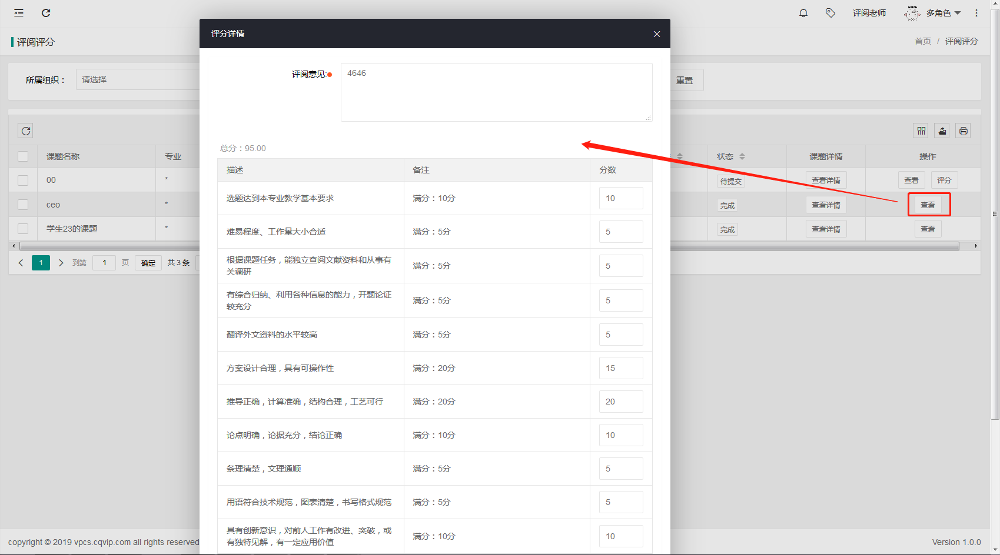 评阅老师
多角色
评阅评分
首页 / 评阅评分
评分详情
所属组织：
请选择
重置
评阅意见:
4646
总分：95.00
课题名称
专业
状态
课题详情
操作
00
*
待提交
查看详情
查看
评分
ceo
*
完成
查看详情
查看
学生23的课题
*
完成
查看详情
查看
1
到第
1
页
确定
共 3 条
描述
备注
分数
选题达到本专业教学基本要求
满分：10分
10
难易程度、工作量大小合适
满分：5分
5
根据课题任务，能独立查阅文献资料和从事有
关调研
满分：5分
5
有综合归纳、利用各种信息的能力，开题论证
较充分
满分：5分
5
翻译外文资料的水平较高
满分：5分
5
方案设计合理，具有可操作性
满分：20分
15
推导正确，计算准确，结构合理，工艺可行
满分：20分
20
论点明确，论据充分，结论正确
满分：10分
10
条理清楚，文理通顺
满分：5分
5
用语符合技术规范，图表清楚，书写格式规范
满分：5分
5
具有创新意识，对前人工作有改进、突破，或
有独特见解，有一定应用价值
满分：10分
10
copyright © 2019 vpcs.cqvip.com all rights reserved
Version 1.0.0